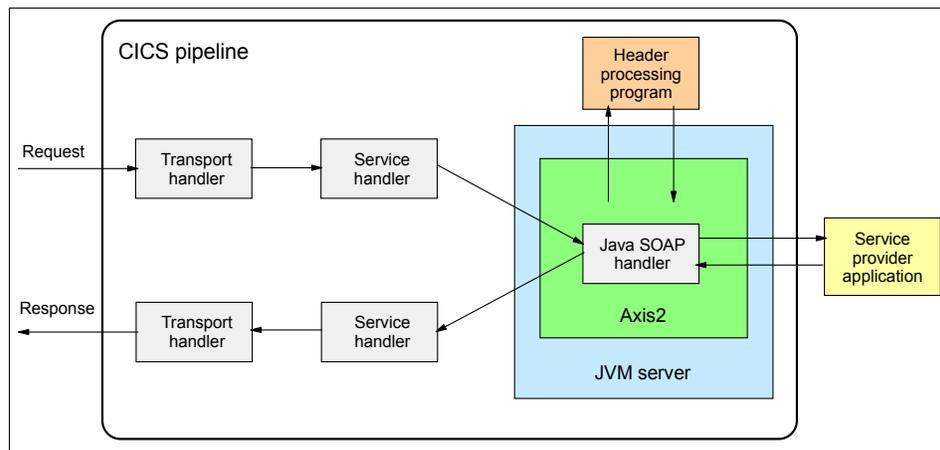 CICS pipeline
Header
processing
program
Request
Transport
handler
Service
handler
Java SOAP
handler
Service
provider
application
Response
Transport
handler
Service
handler
Axis2
JVM server